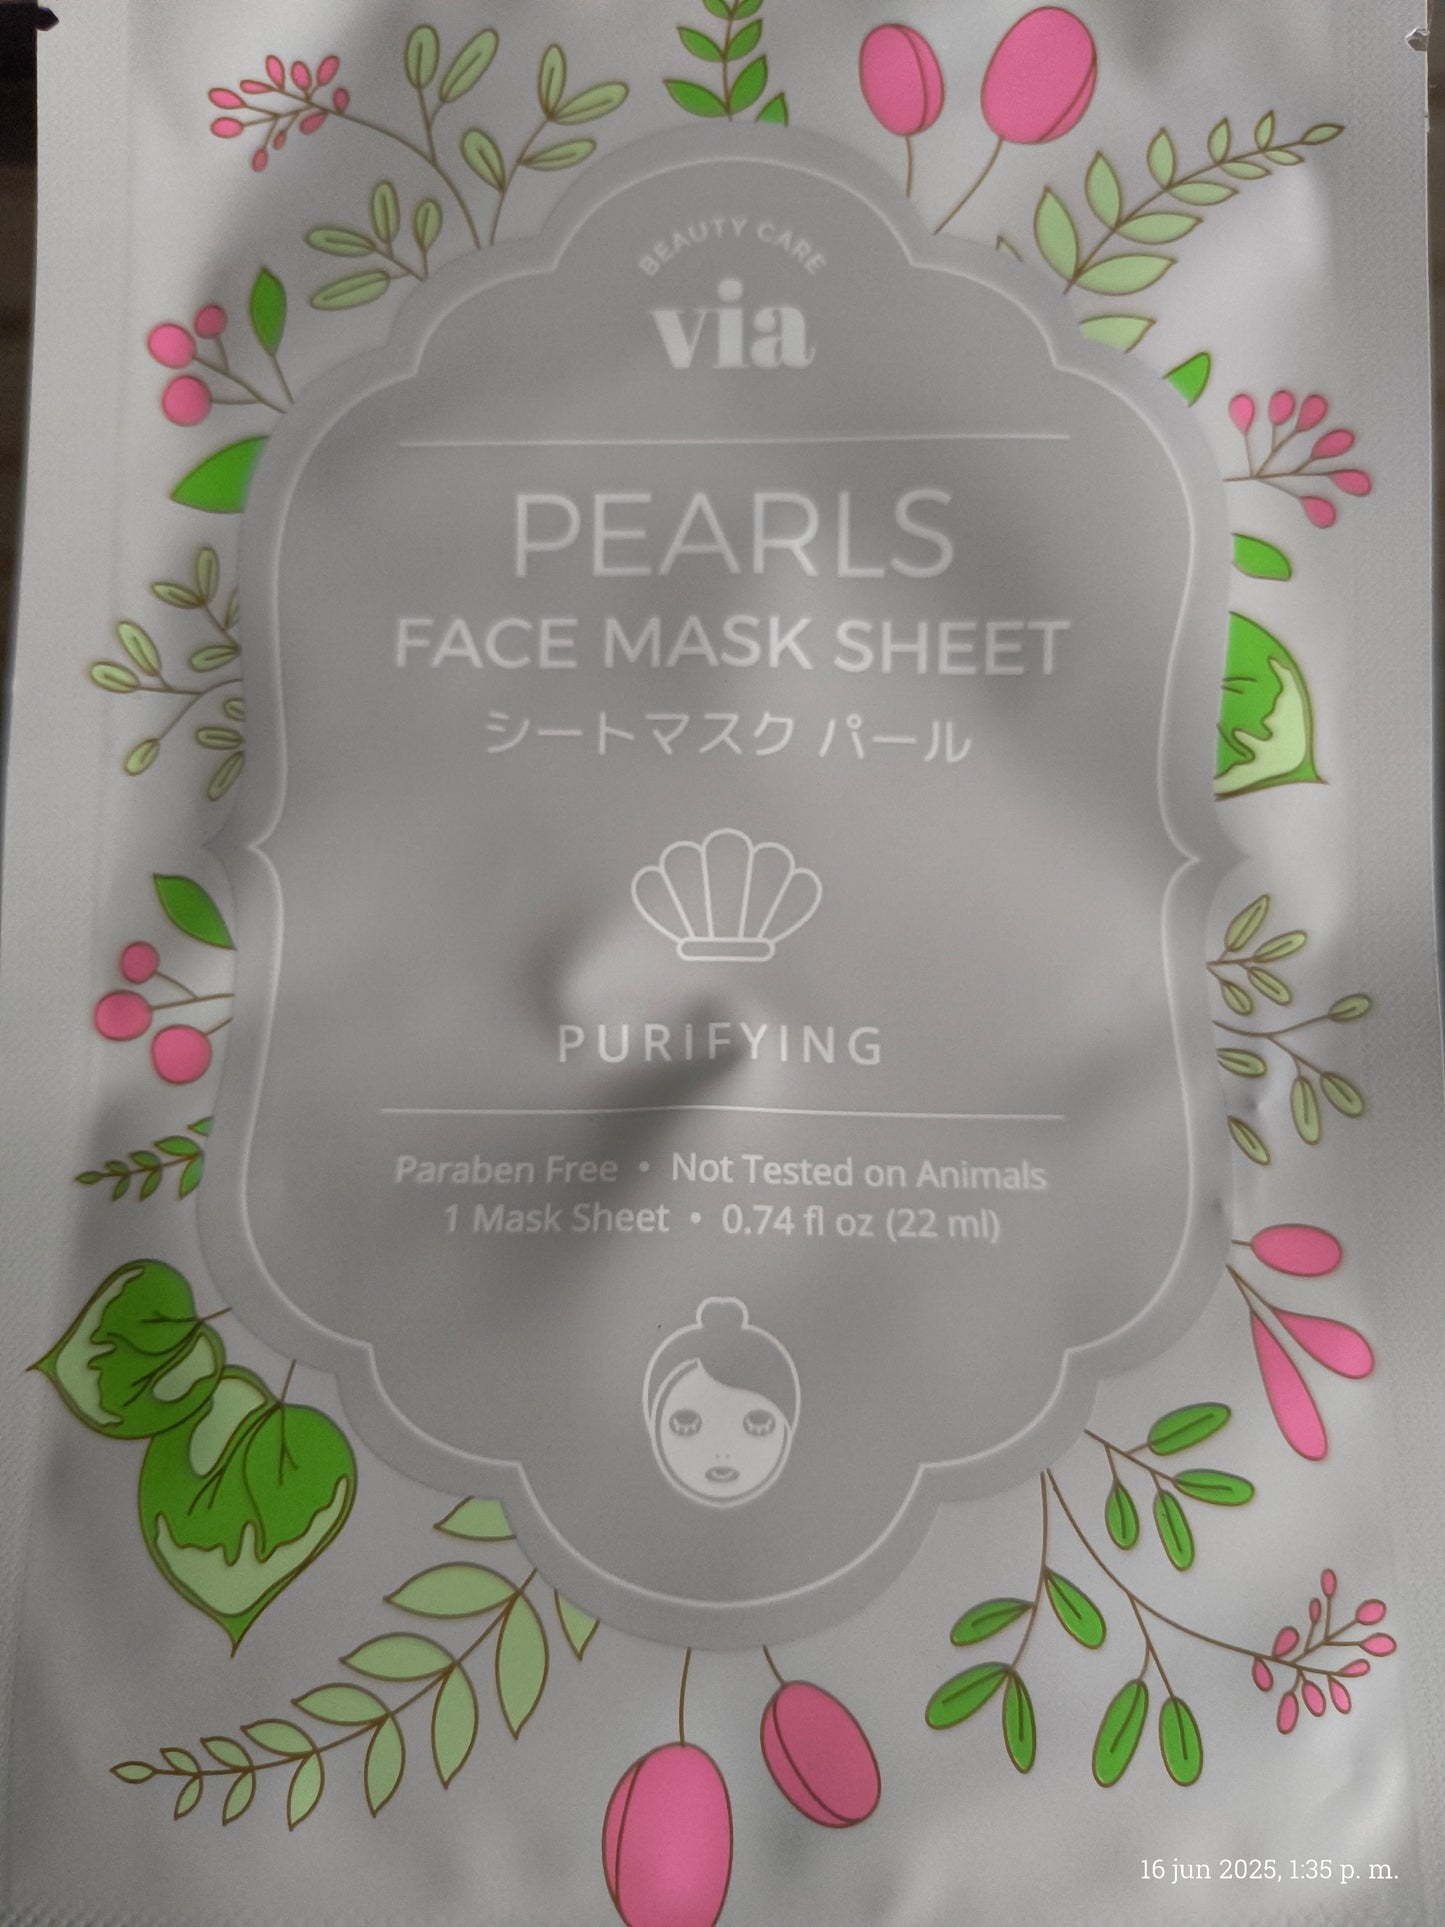 BEAUTY CARE
via
PEARLS
FACE MASK SHEET
シートマスク パール
PURIFYING
Paraben Free • Not Tested on Animals
1 Mask Sheet • 0.74 fl oz (22 ml)
16 jun 2025, 1:35 p. m.